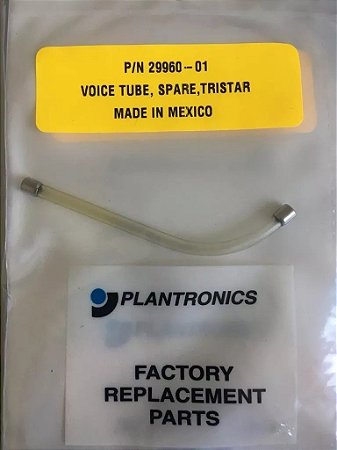 P/N 29960-01
VOICE TUBE, SPARE,TRISTAR
MADE IN MEXICO
PLANTRONICS
FACTORY
REPLACEMENT
PARTS